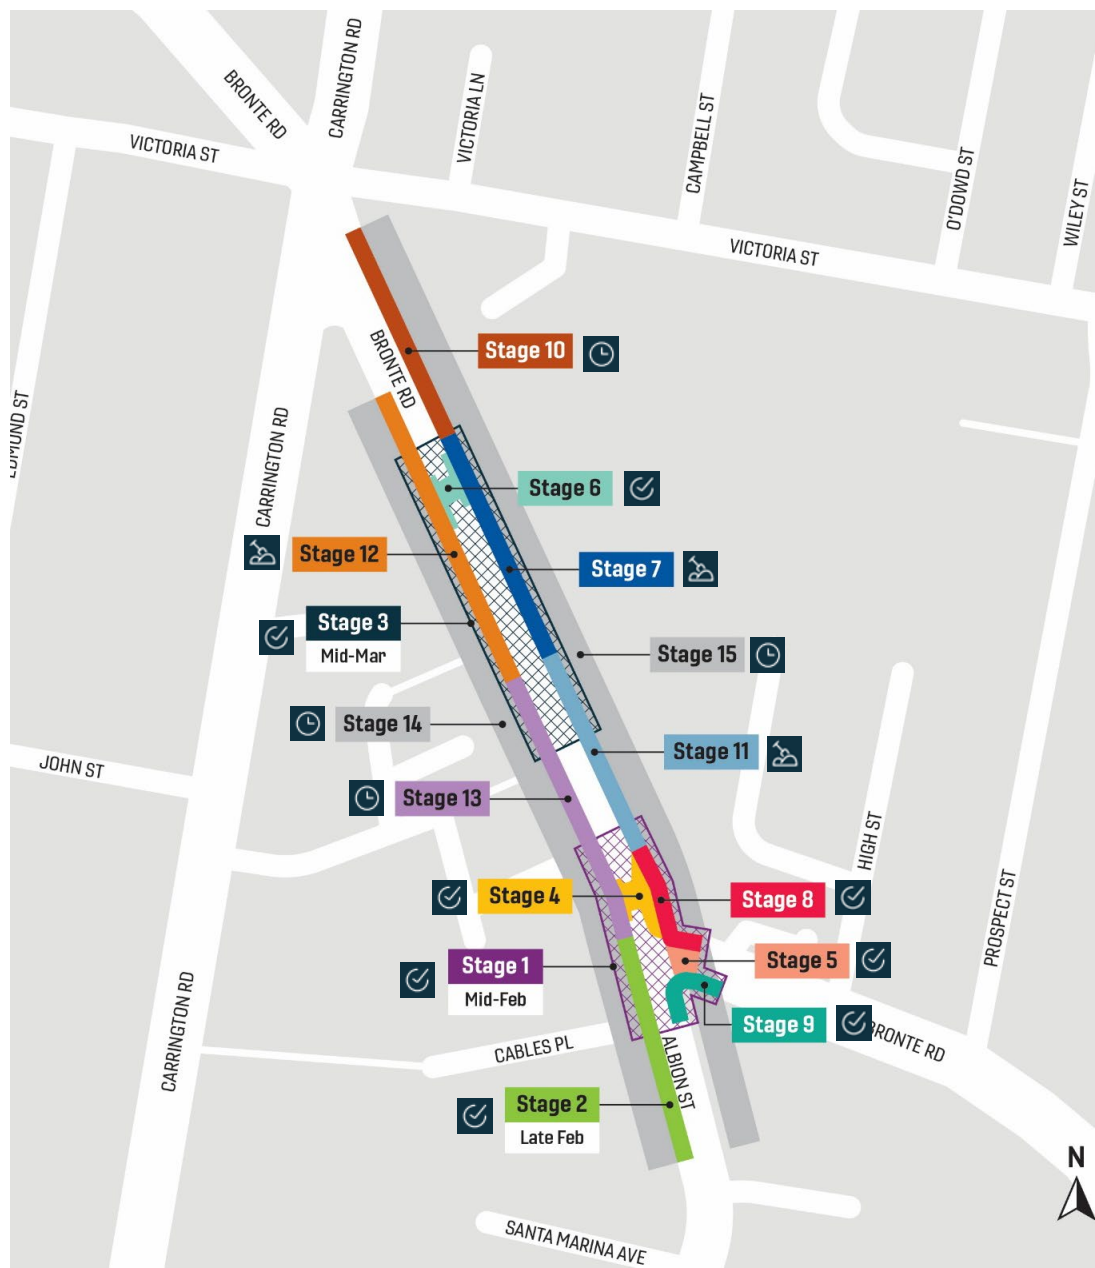 CARRINGTON RD
BRONTE RD
VICTORIA LN
VICTORIA ST
CAMPBELL ST
O'DOWD ST
WILEY ST
VICTORIA ST
Stage 10
BRONTE RD
EDMUND ST
CARRINGTON RD
Stage 6
Stage 12
Stage 7
Stage 3
Mid-Mar
Stage 15
Stage 14
Stage 11
JOHN ST
Stage 13
HIGH ST
Stage 4
Stage 8
PROSPECT ST
Stage 5
Stage 1
Mid-Feb
CARRINGTON RD
Stage 9
BRONTE RD
CABLES PL
ALBION ST
Stage 2
Late Feb
N
SANTA MARINA AVE